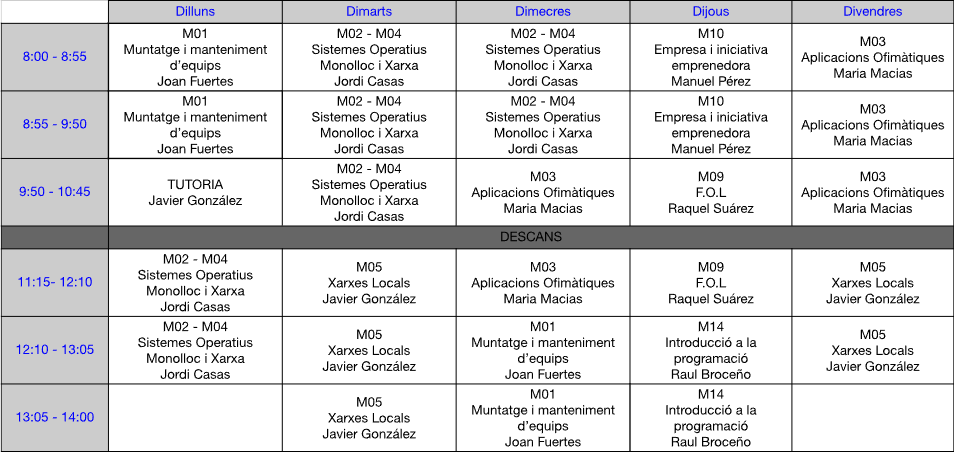 Dilluns Dimarts Dimecres Dijous Divendres
8:00 - 8:55
M01
Muntatge i manteniment
d'equips
Joan Fuertes
M02 - M04
Sistemes Operatius
Monolloc i Xarxa
Jordi Casas
M02 - M04
Sistemes Operatius
Monolloc i Xarxa
Jordi Casas
M10
Empresa i iniciativa
emprenedora
Manuel Pérez
M03
Aplicacions Ofimàtiques
Maria Macias
8:55 - 9:50
M01
Muntatge i manteniment
d'equips
Joan Fuertes
M02 - M04
Sistemes Operatius
Monolloc i Xarxa
Jordi Casas
M02 - M04
Sistemes Operatius
Monolloc i Xarxa
Jordi Casas
M10
Empresa i iniciativa
emprenedora
Manuel Pérez
M03
Aplicacions Ofimàtiques
Maria Macias
9:50 - 10:45
TUTORIA
Javier González
M02 - M04
Sistemes Operatius
Monolloc i Xarxa
Jordi Casas
M03
Aplicacions Ofimàtiques
Maria Macias
M09
F.O.L
Raquel Suárez
M03
Aplicacions Ofimàtiques
Maria Macias
DESCANS
11:15- 12:10
M02 - M04
Sistemes Operatius
Monolloc i Xarxa
Jordi Casas
M05
Xarxes Locals
Javier González
M03
Aplicacions Ofimàtiques
Maria Macias
M09
F.O.L
Raquel Suárez
M05
Xarxes Locals
Javier González
12:10 - 13:05
M02 - M04
Sistemes Operatius
Monolloc i Xarxa
Jordi Casas
M05
Xarxes Locals
Javier González
M01
Muntatge i manteniment
d'equips
Joan Fuertes
M14
Introducció a la
programació
Raul Broceño
M05
Xarxes Locals
Javier González
13:05 - 14:00
M05
Xarxes Locals
Javier González
M01
Muntatge i manteniment
d'equips
Joan Fuertes
M14
Introducció a la
programació
Raul Broceño